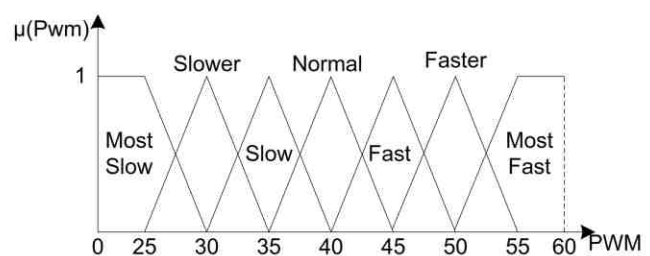 μ(Pwm)
1
Slower
Normal
Faster
Most
Slow
Slow
Fast
Most
Fast
0 25 30 35 40 45 50 55 60 PWM